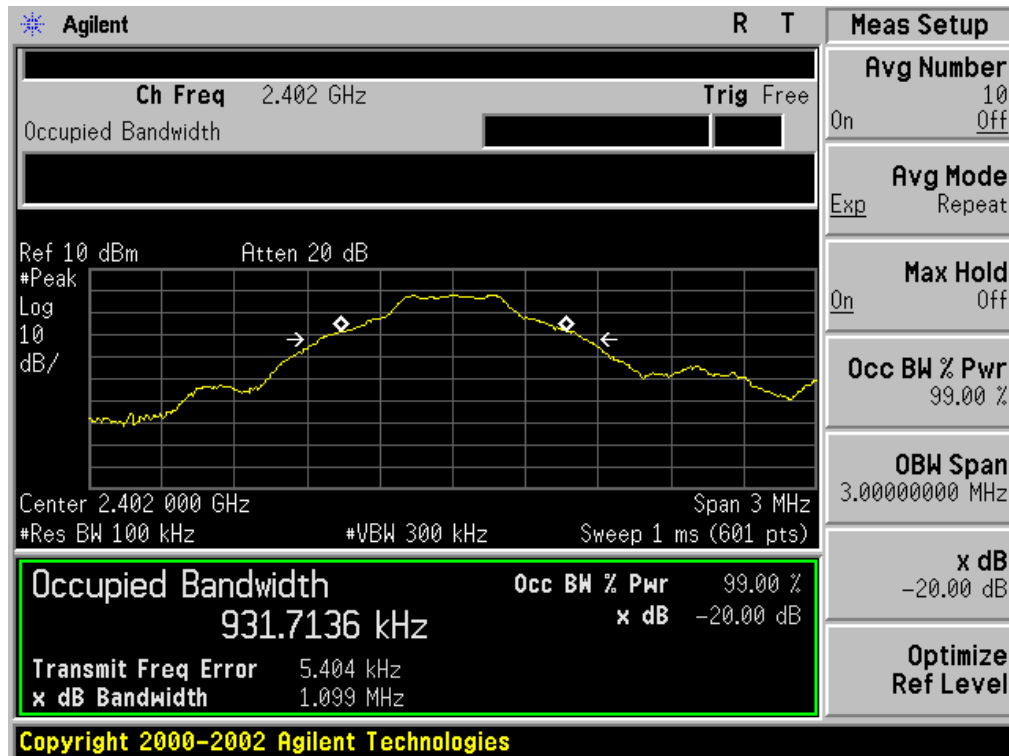 Agilent R T
Ch Freq 2.402 GHz Trig Free
Occupied Bandwidth
Ref 10 dBm Atten 20 dB
#Peak
Log
10
dB/
Center 2.402 000 GHz Span 3 MHz
#Res BW 100 kHz #VBW 300 kHz Sweep 1 ms (601 pts)
Occupied Bandwidth Occ BW % Pwr 99.00 %
931.7136 kHz x dB -20.00 dB
Transmit Freq Error 5.404 kHz
x dB Bandwidth 1.099 MHz
Copyright 2000-2002 Agilent Technologies
Meas Setup
Avg Number
10
On Off
Avg Mode
Exp Repeat
Max Hold
On Off
Occ BW % Pwr
99.00 %
OBW Span
3.00000000 MHz
x dB
-20.00 dB
Optimize
Ref Level